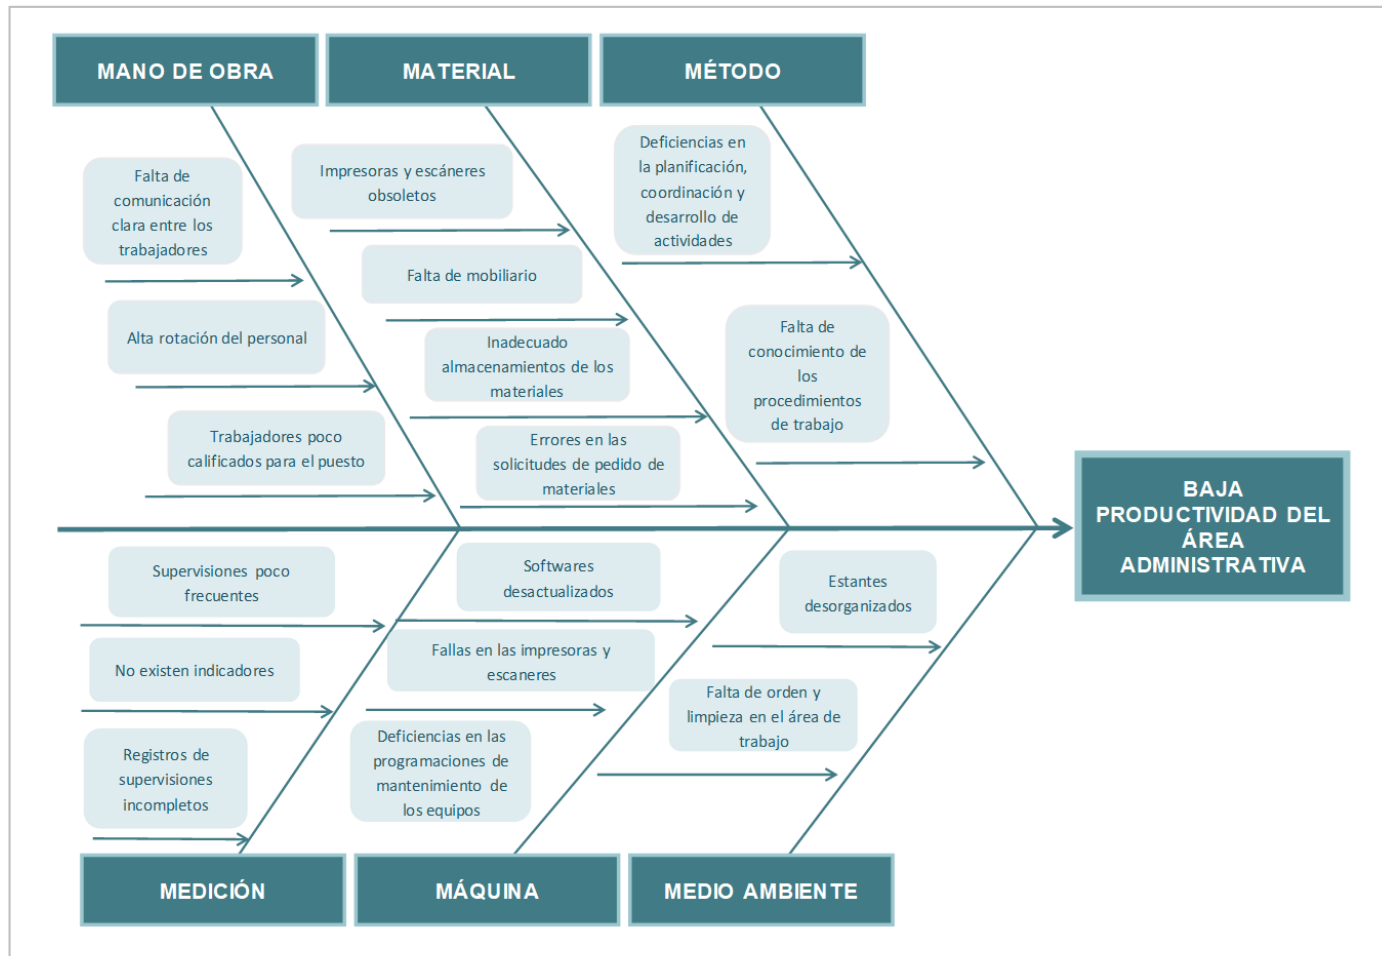 MANO DE OBRA
MATERIAL
MÉTODO
Falta de
comunicación
clara entre los
trabajadores
Alta rotación del personal
Trabajadores poco
calificados para el puesto
Impresoras y escáneres
obsoletos
Falta de mobiliario
Inadecuado
almacenamientos de los
materiales
Errores en las
solicitudes de pedido de
materiales
Deficiencias en
la planificación,
coordinación y
desarrollo de
actividades
Falta de
conocimiento de
los
procedimientos
de trabajo
BAJA
PRODUCTIVIDAD DEL
ÁREA
ADMINISTRATIVA
Supervisiones poco
frecuentes
No existen indicadores
Registros de
supervisiones
incompletos
Softwares
desactualizados
Fallas en las impresoras y
escaneres
Deficiencias en las
programaciones de
mantenimiento de
los equipos
Estantes
desorganizados
Falta de orden y
limpieza en el área de
trabajo
MEDICIÓN
MÁQUINA
MEDIO AMBIENTE